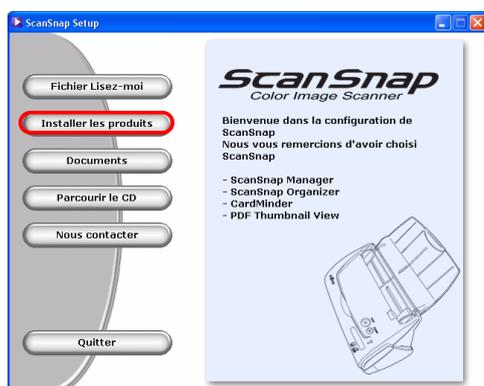 ScanSnap Setup
Fichier Lisez-moi
Installer les produits
Documents
Parcourir le CD
Nous contacter
Quitter
ScanSnap
Color Image Scanner
Bienvenue dans la configuration de
ScanSnap
Nous vous remercions d'avoir choisi
ScanSnap
- ScanSnap Manager
- ScanSnap Organizer
- CardMinder
- PDF Thumbnail View